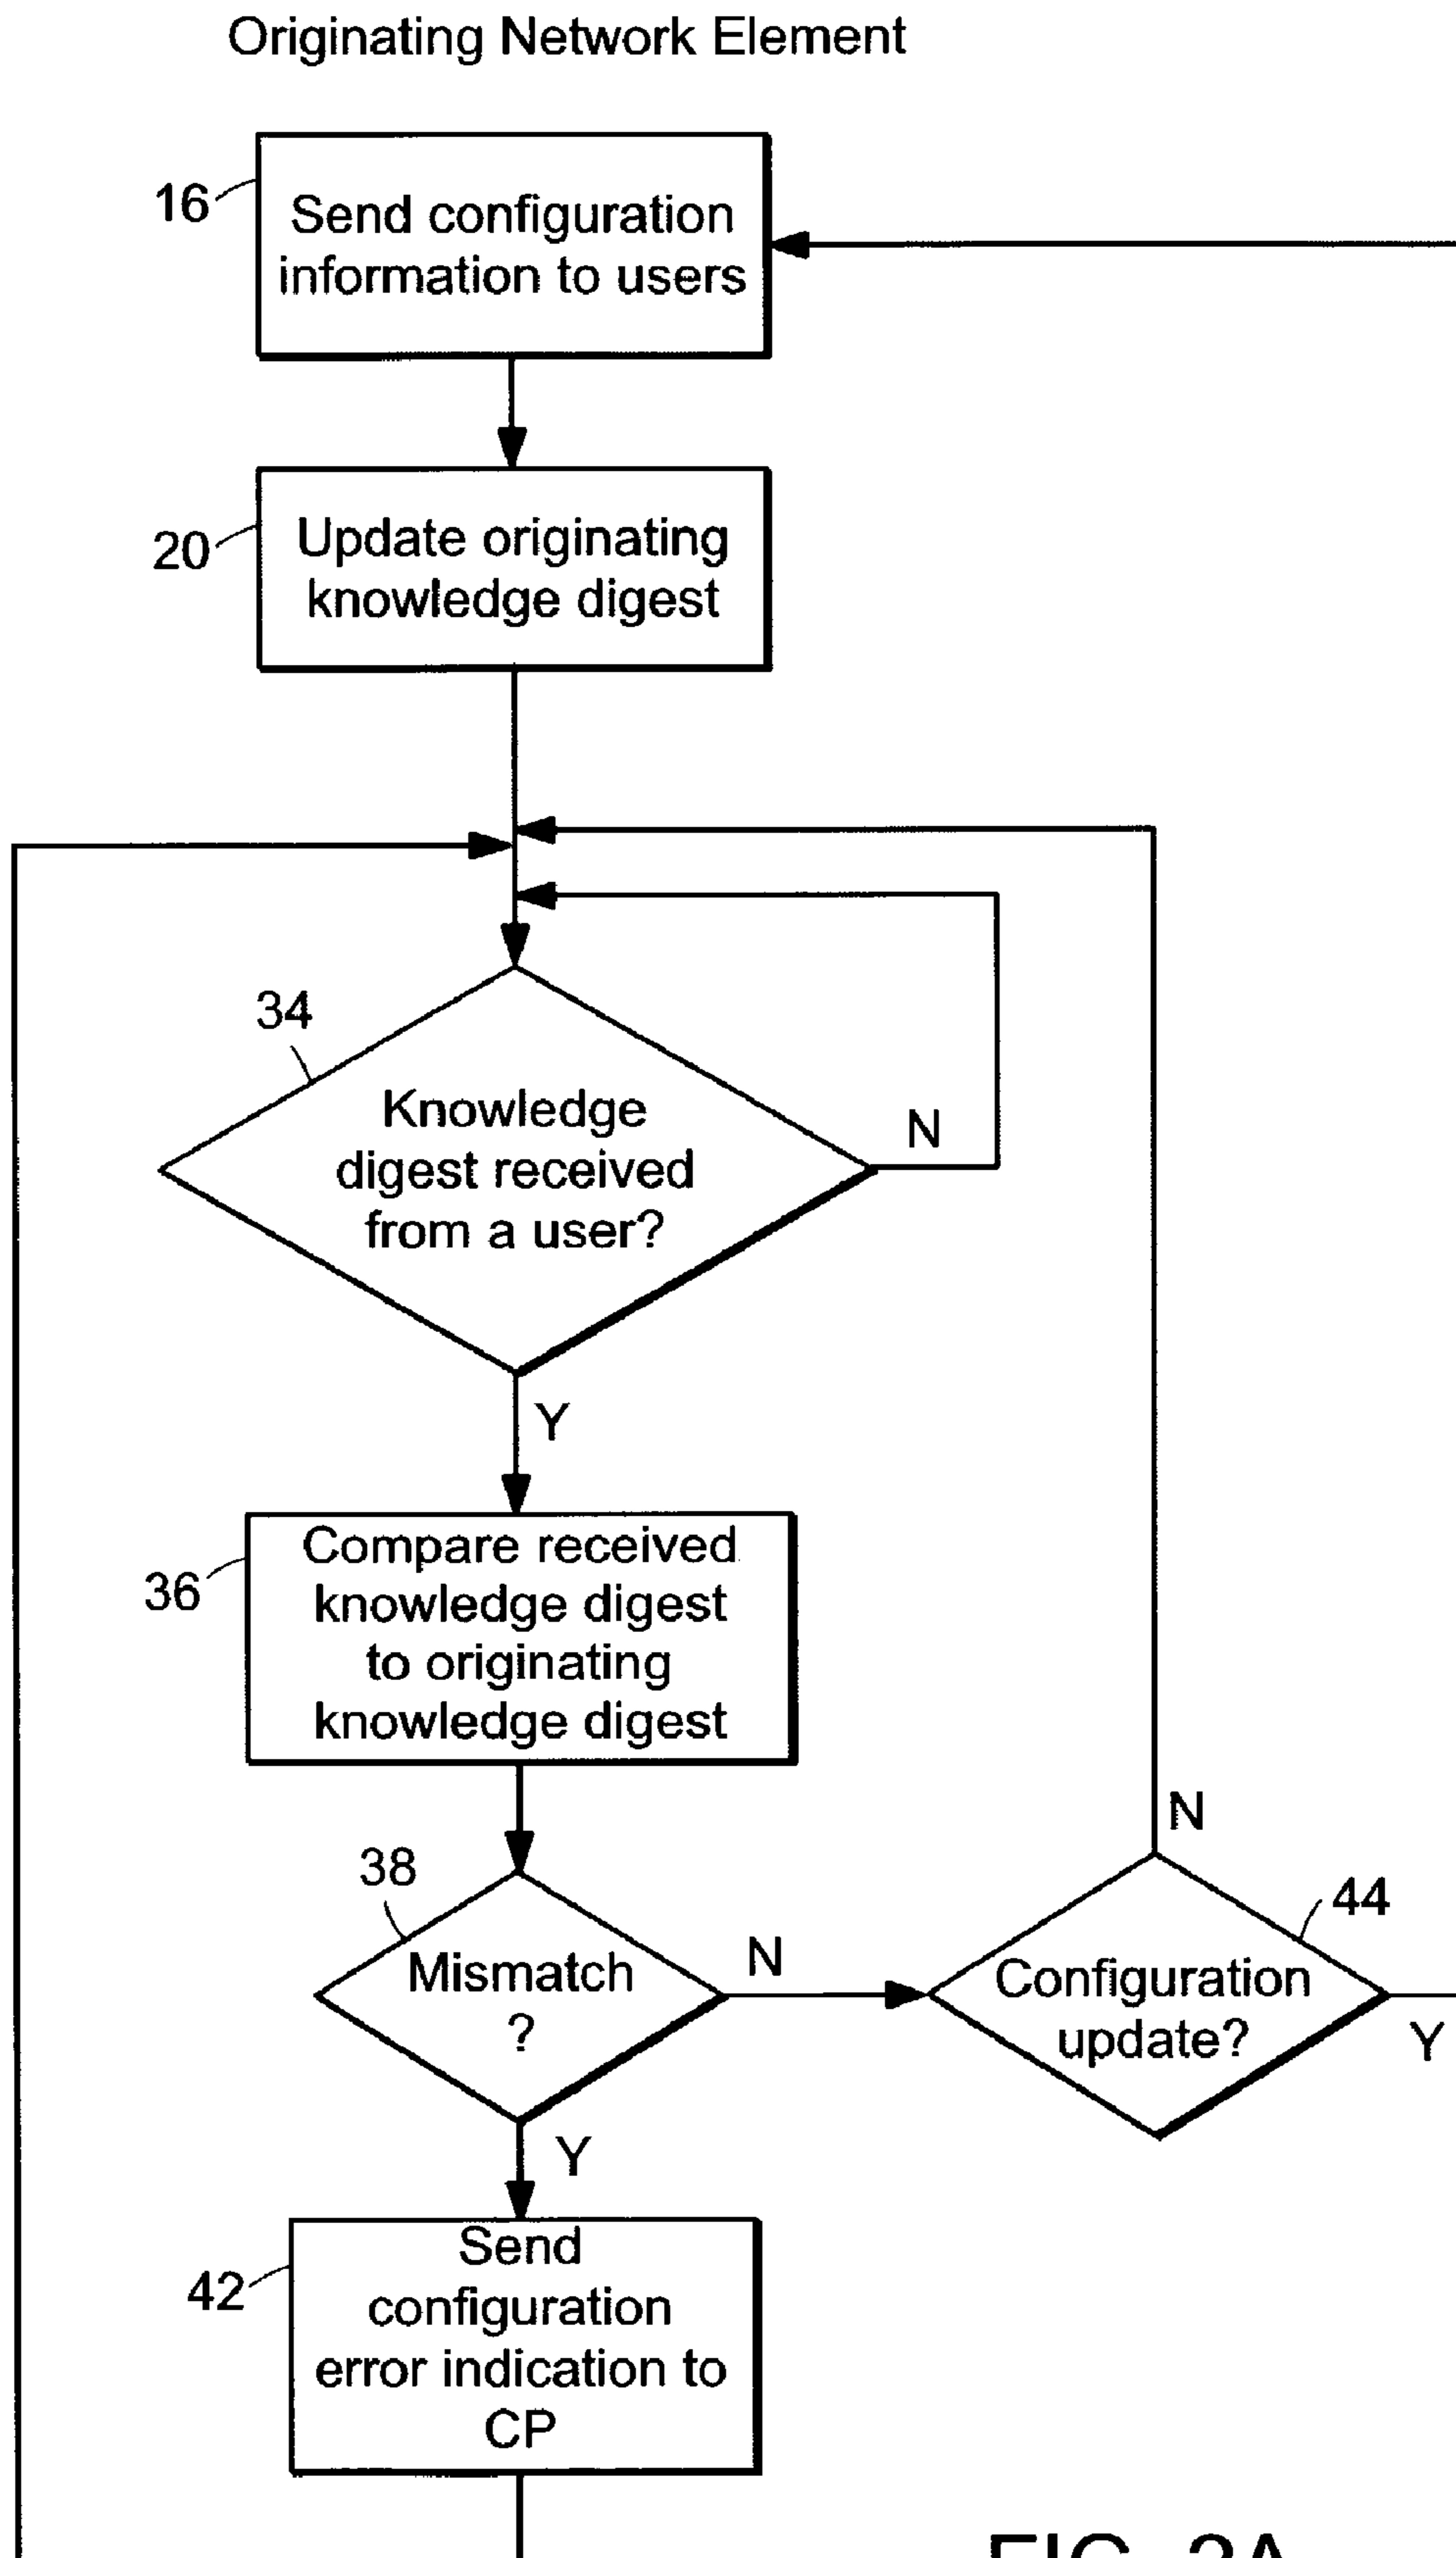 Originating Network Element
16
Send configuration
information to users
20
Update originating
knowledge digest
34
Knowledge
digest received
from a user?
N
Y
36
Compare received
knowledge digest
to originating
knowledge digest
N
38
44
Mismatch
?
N
Configuration
update?
Y
Y
42
Send
configuration
error indication to
CP